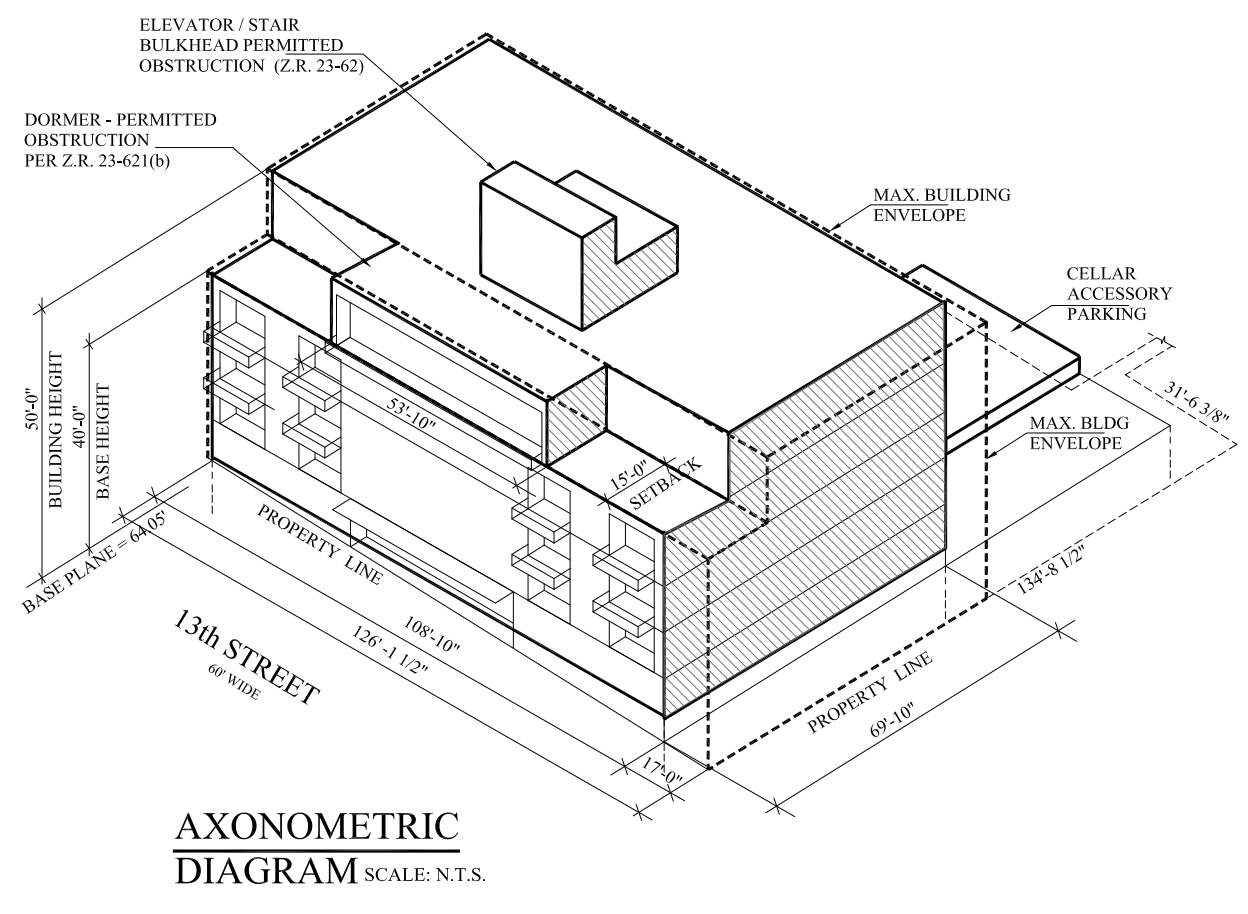 ELEVATOR / STAIR
BULKHEAD PERMITTED
OBSTRUCTION (Z.R. 23-62)
DORMER - PERMITTED
OBSTRUCTION
PER Z.R. 23-621(b)
MAX. BUILDING
ENVELOPE
CELLAR
ACCESSORY
PARKING
31'-6 3/8"
MAX. BLDG
ENVELOPE
50'-0"
BUILDING HEIGHT
40'-0"
BASE HEIGHT
53'-10"
15'-0"
SETBACK
BASE PLANE = 64.05'
PROPERTY LINE
134'-8 1/2"
13th STREET
60' WIDE
108'-10"
126'-1 1/2"
PROPERTY LINE
69'-10"
17'-0"
AXONOMETRIC
DIAGRAM SCALE: N.T.S.